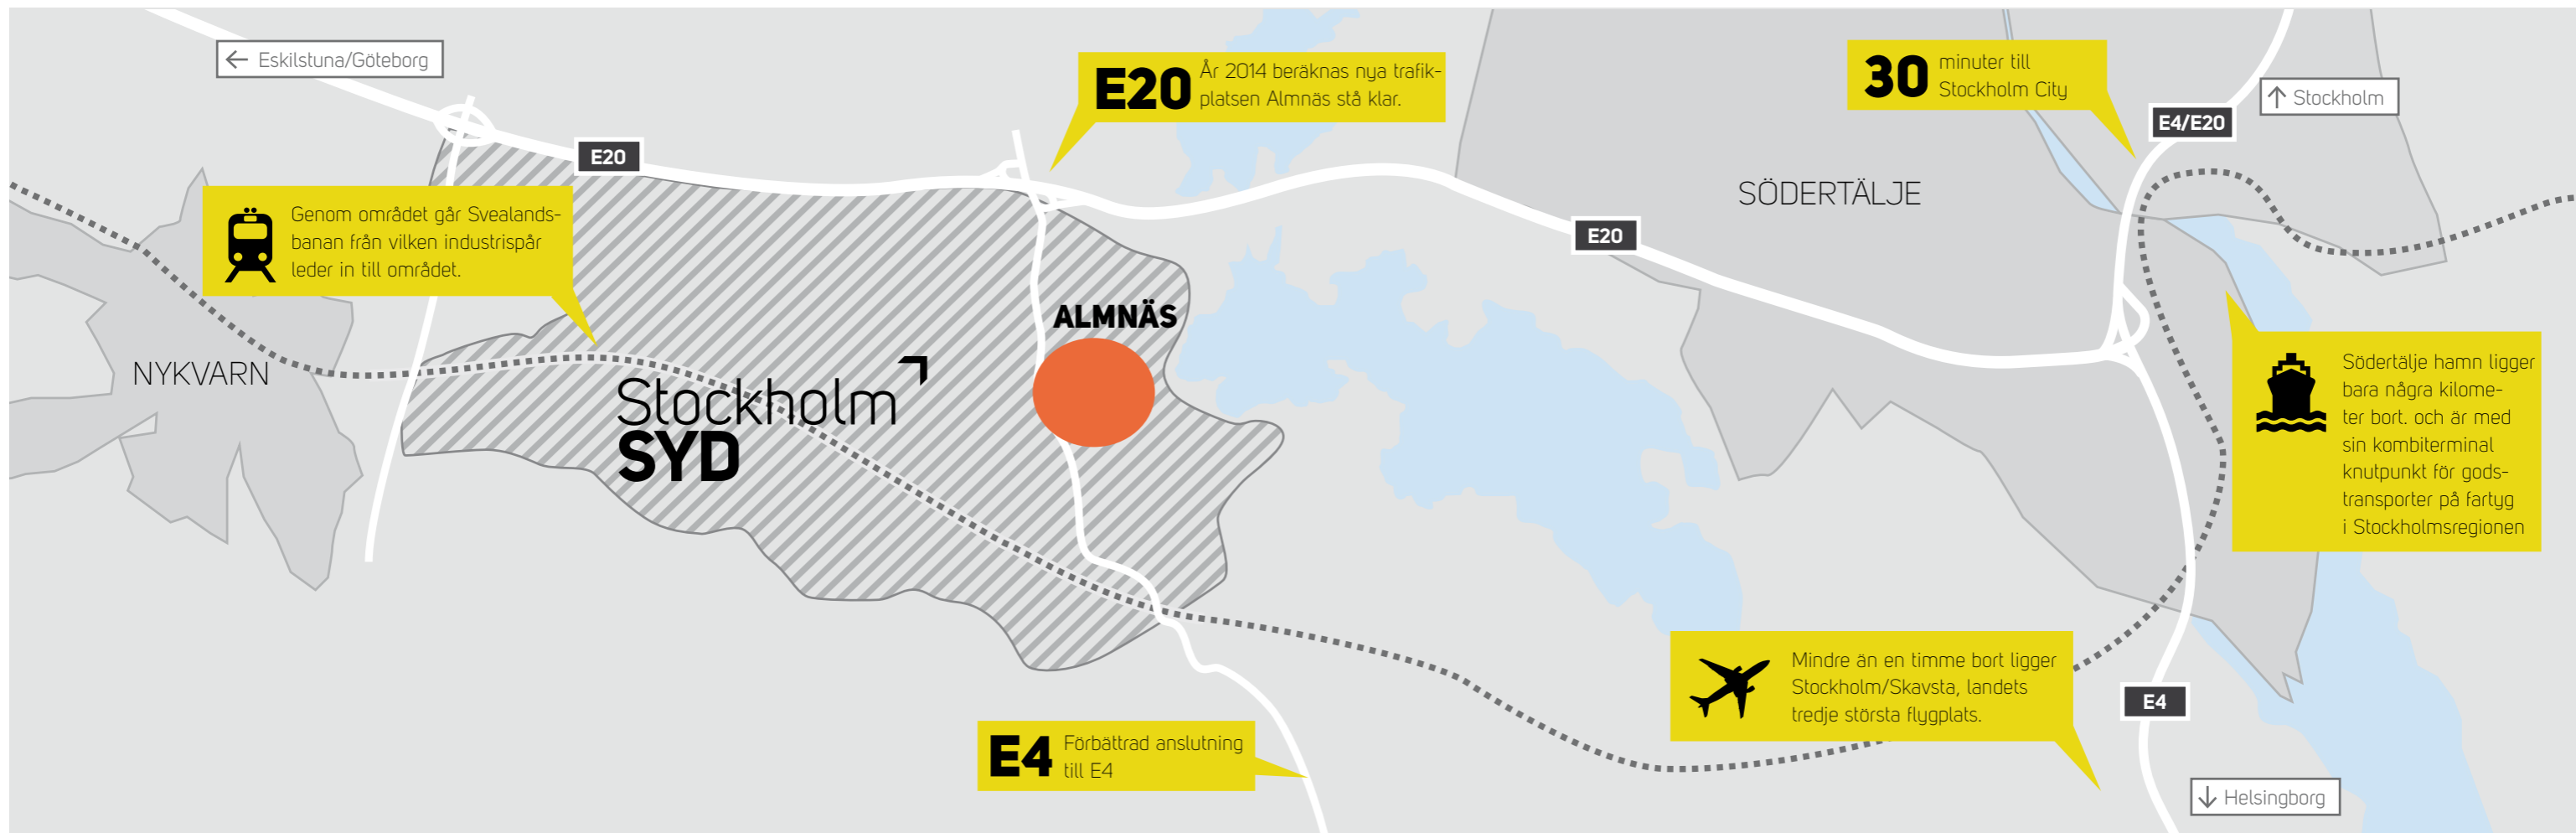 ← Eskilstuna/Göteborg
E20
År 2014 beräknas nya trafik-
platsen Almnäs stå klar.
30
minuter till
Stockholm City
↑ Stockholm
E4/E20
E20
SÖDERTÄLJE
E20
Genom området går Svealands-
banan från vilken industrispår
leder in till området.
ALMNÄS
NYKVARN
Stockholm
SYD
Södertälje hamn ligger
bara några kilome-
ter bort. och är med
sin kombiterminal
knutpunkt för gods-
transporter på fartyg
i Stockholmsregionen
Mindre än en timme bort ligger
Stockholm/Skavsta, landets
tredje största flygplats.
E4
E4
Förbättrad anslutning
till E4
↓ Helsingborg